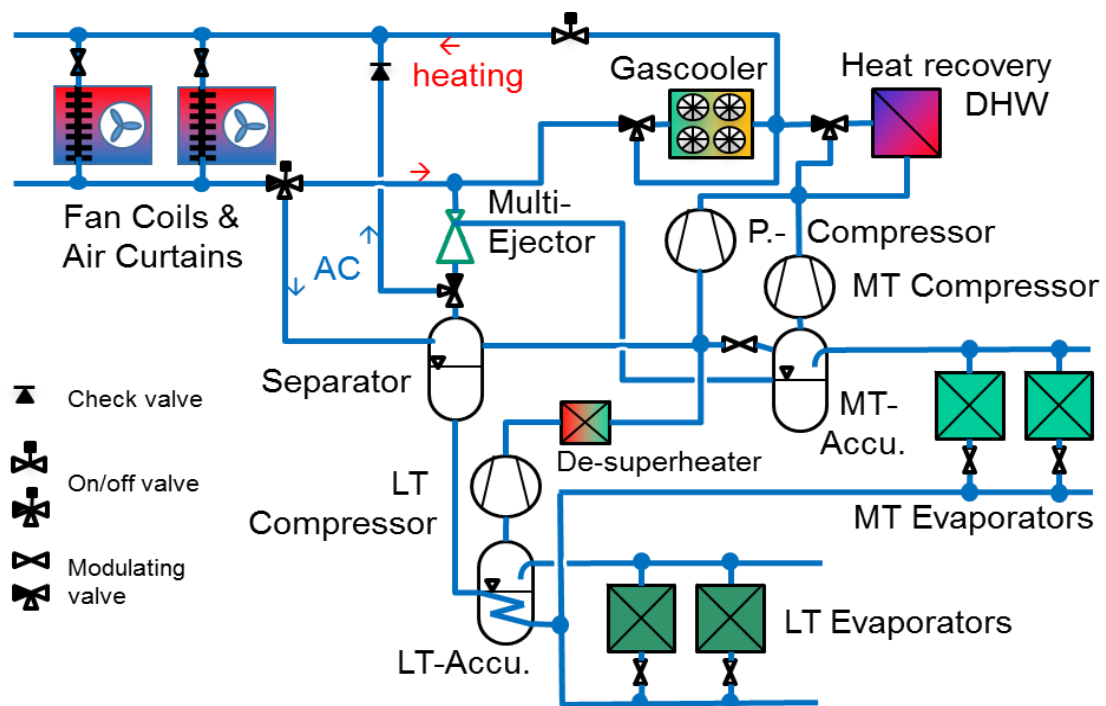 heating
Gascooler
Heat recovery
DHW
Fan Coils &
Air Curtains
AC
Multi-
Ejector
P.- Compressor
MT Compressor
Separator
MT-
Accu.
De-superheater
LT
Compressor
MT Evaporators
LT-Accu.
LT Evaporators
Check valve
On/off valve
Modulating
valve